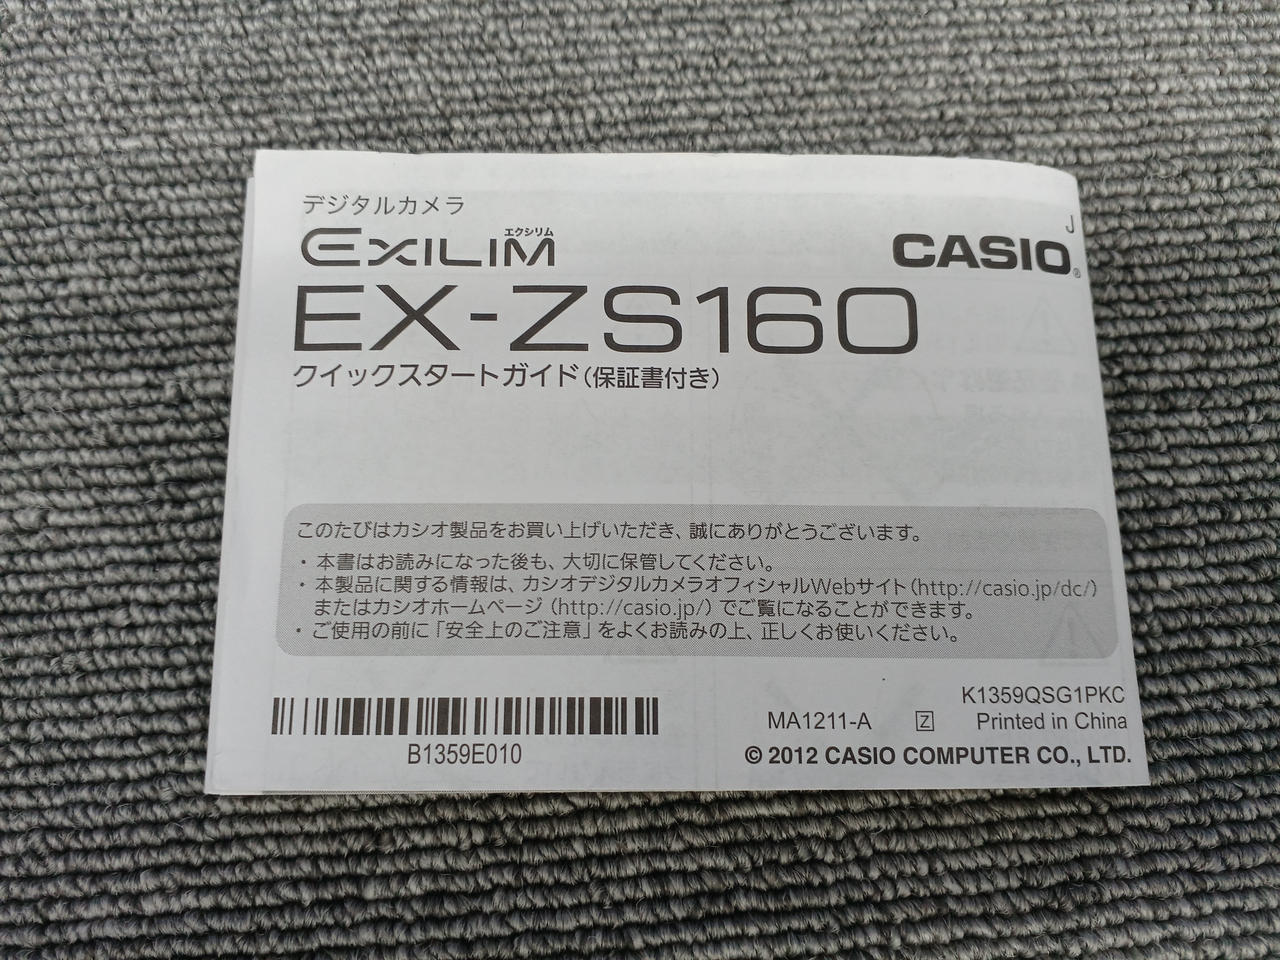 デジタルカメラ
エクシリム
EXILIM
J
CASIO®
EX-ZS160
クイックスタートガイド（保証書付き）
このたびはカシオ製品をお買い上げいただき、誠にありがとうございます。
・本書はお読みになった後も、大切に保管してください。
・本製品に関する情報は、カシオデジタルカメラオフィシャルWebサイト（http://casio.jp/dc/）
またはカシオホームページ（http://casio.jp/）でご覧になることができます。
・ご使用の前に「安全上のご注意」をよくお読みの上、正しくお使いください。
B1359E010
K1359QSG1PKC
MA1211-A Z Printed in China
© 2012 CASIO COMPUTER CO., LTD.